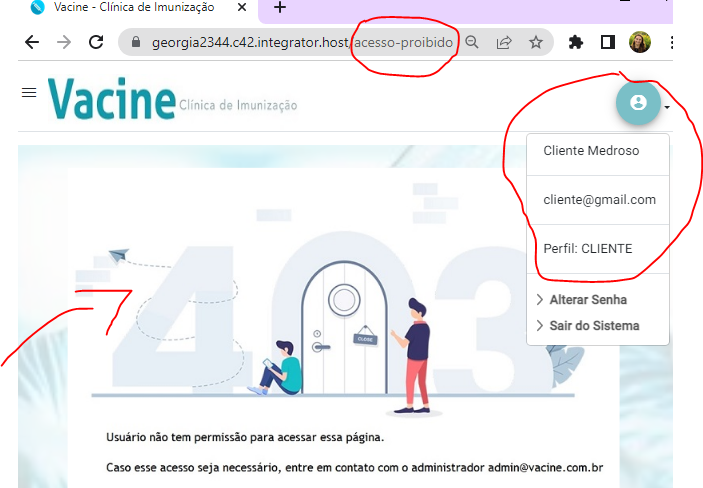 Vacine - Clínica de Imunização
georgia2344.c42.integrator.host/acesso-proibido
Vacine Clínica de Imunização
Cliente Medroso
cliente@gmail.com
Perfil: CLIENTE
Alterar Senha
Sair do Sistema
403
CLOSE
Usuário não tem permissão para acessar essa página.
Caso esse acesso seja necessário, entre em contato com o administrador admin@vacine.com.br